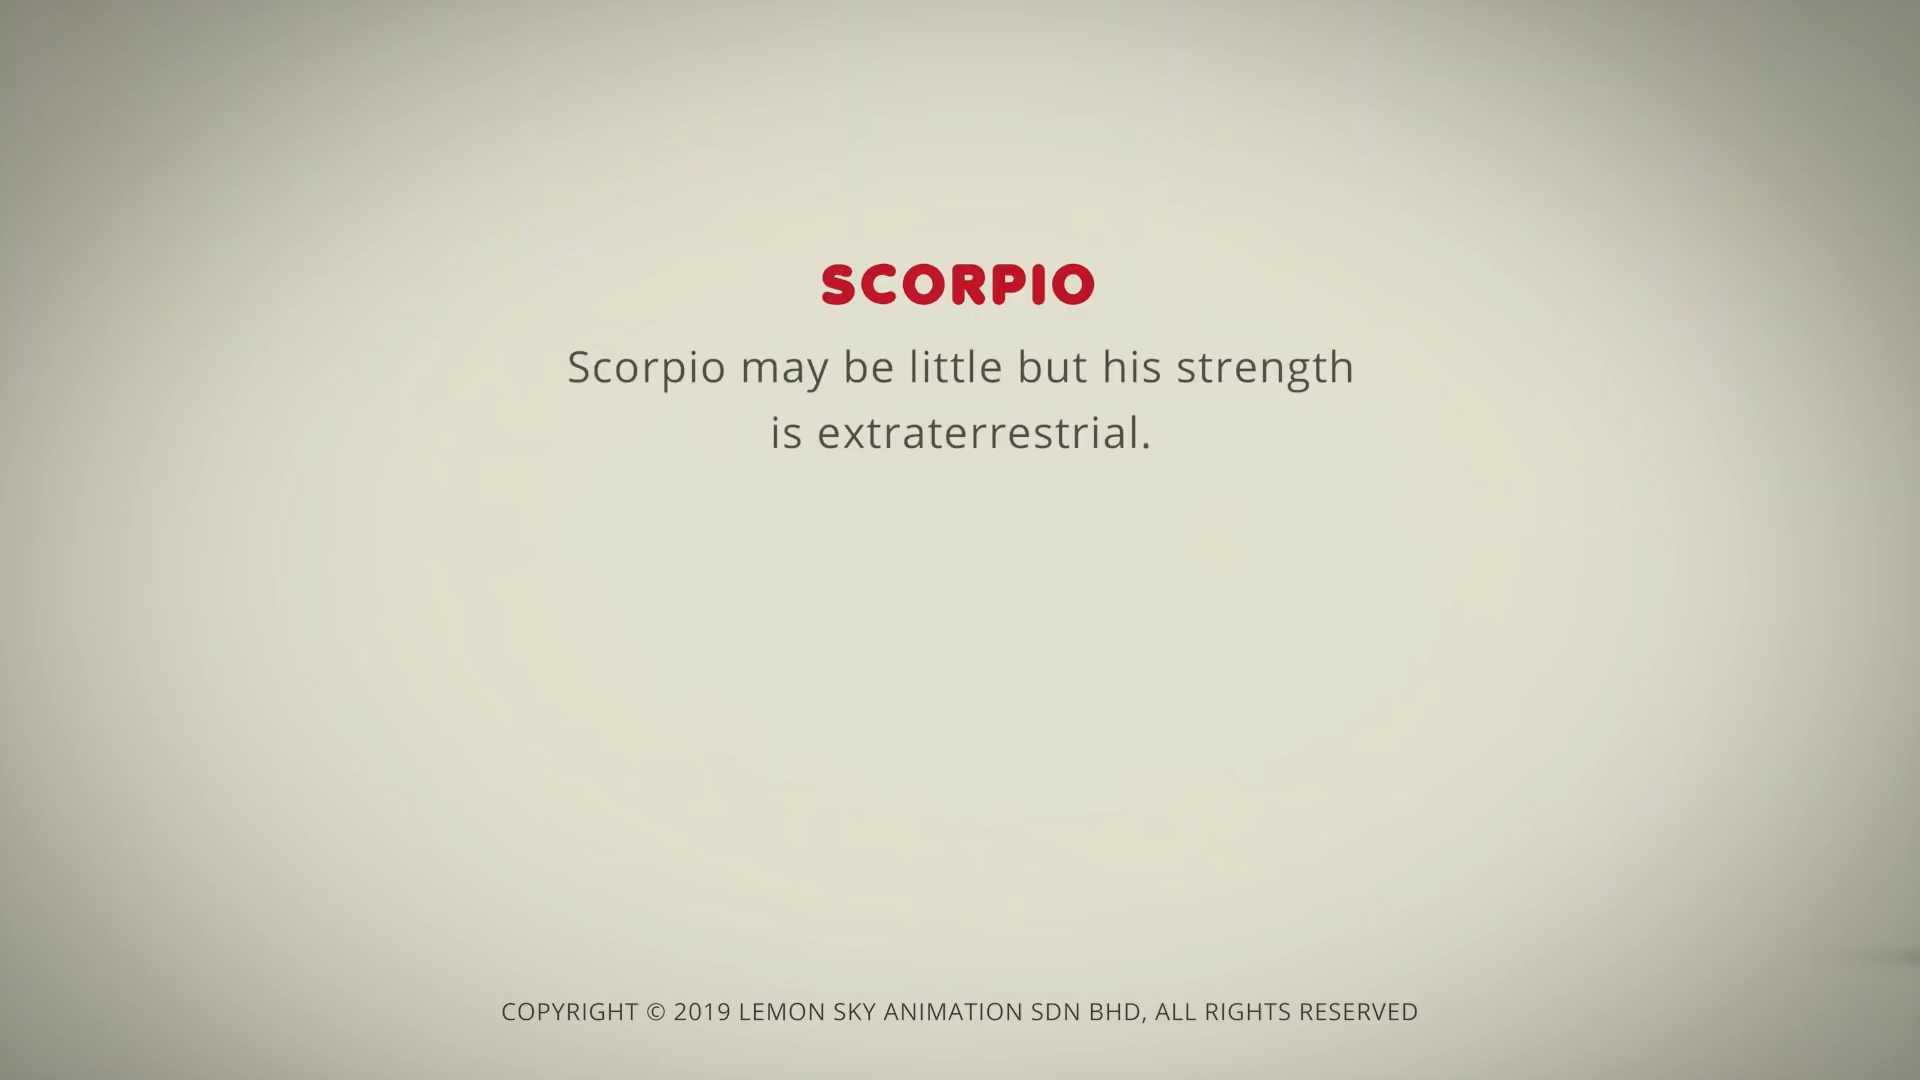 SCORPIO
Scorpio may be little but his strength
is extraterrestrial.
COPYRIGHT © 2019 LEMON SKY ANIMATION SDN BHD, ALL RIGHTS RESERVED